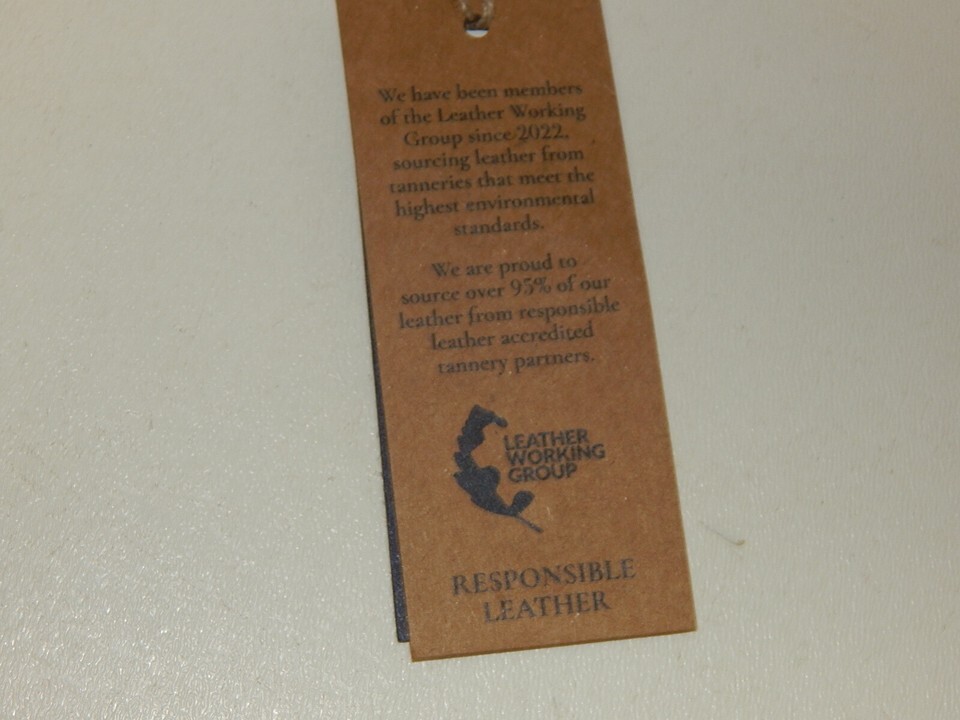 We have been members
of the Leather Working
Group since 2022,
sourcing leather from
tanneries that meet the
highest environmental
standards.
We are proud to
source over 95% of our
leather from responsible
leather accredited
tannery partners.
LEATHER
WORKING
GROUP
RESPONSIBLE
LEATHER